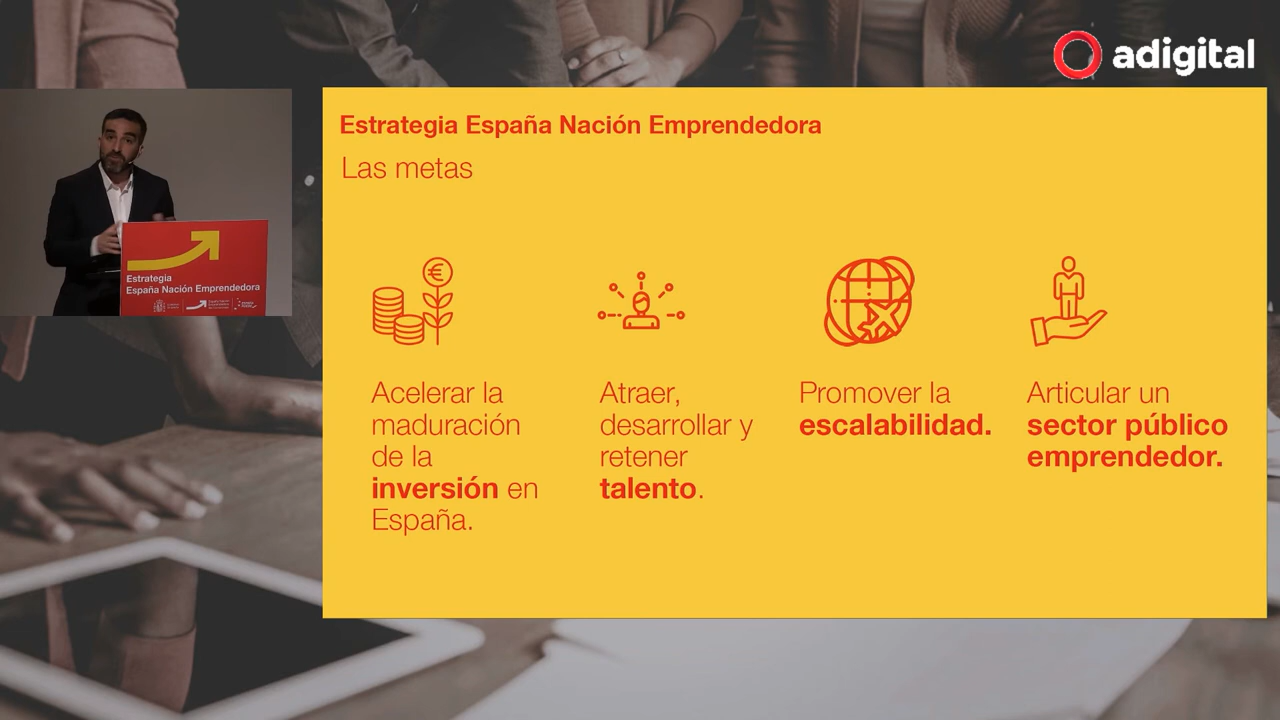 adigital
Estrategia España Nación Emprendedora
Las metas
Acelerar la
maduración
de la
inversión en
España.
Atraer,
desarrollar y
retener
talento.
Promover la
escalabilidad.
Articular un
sector público
emprendedor.
Estrategia
España Nación Emprendedora